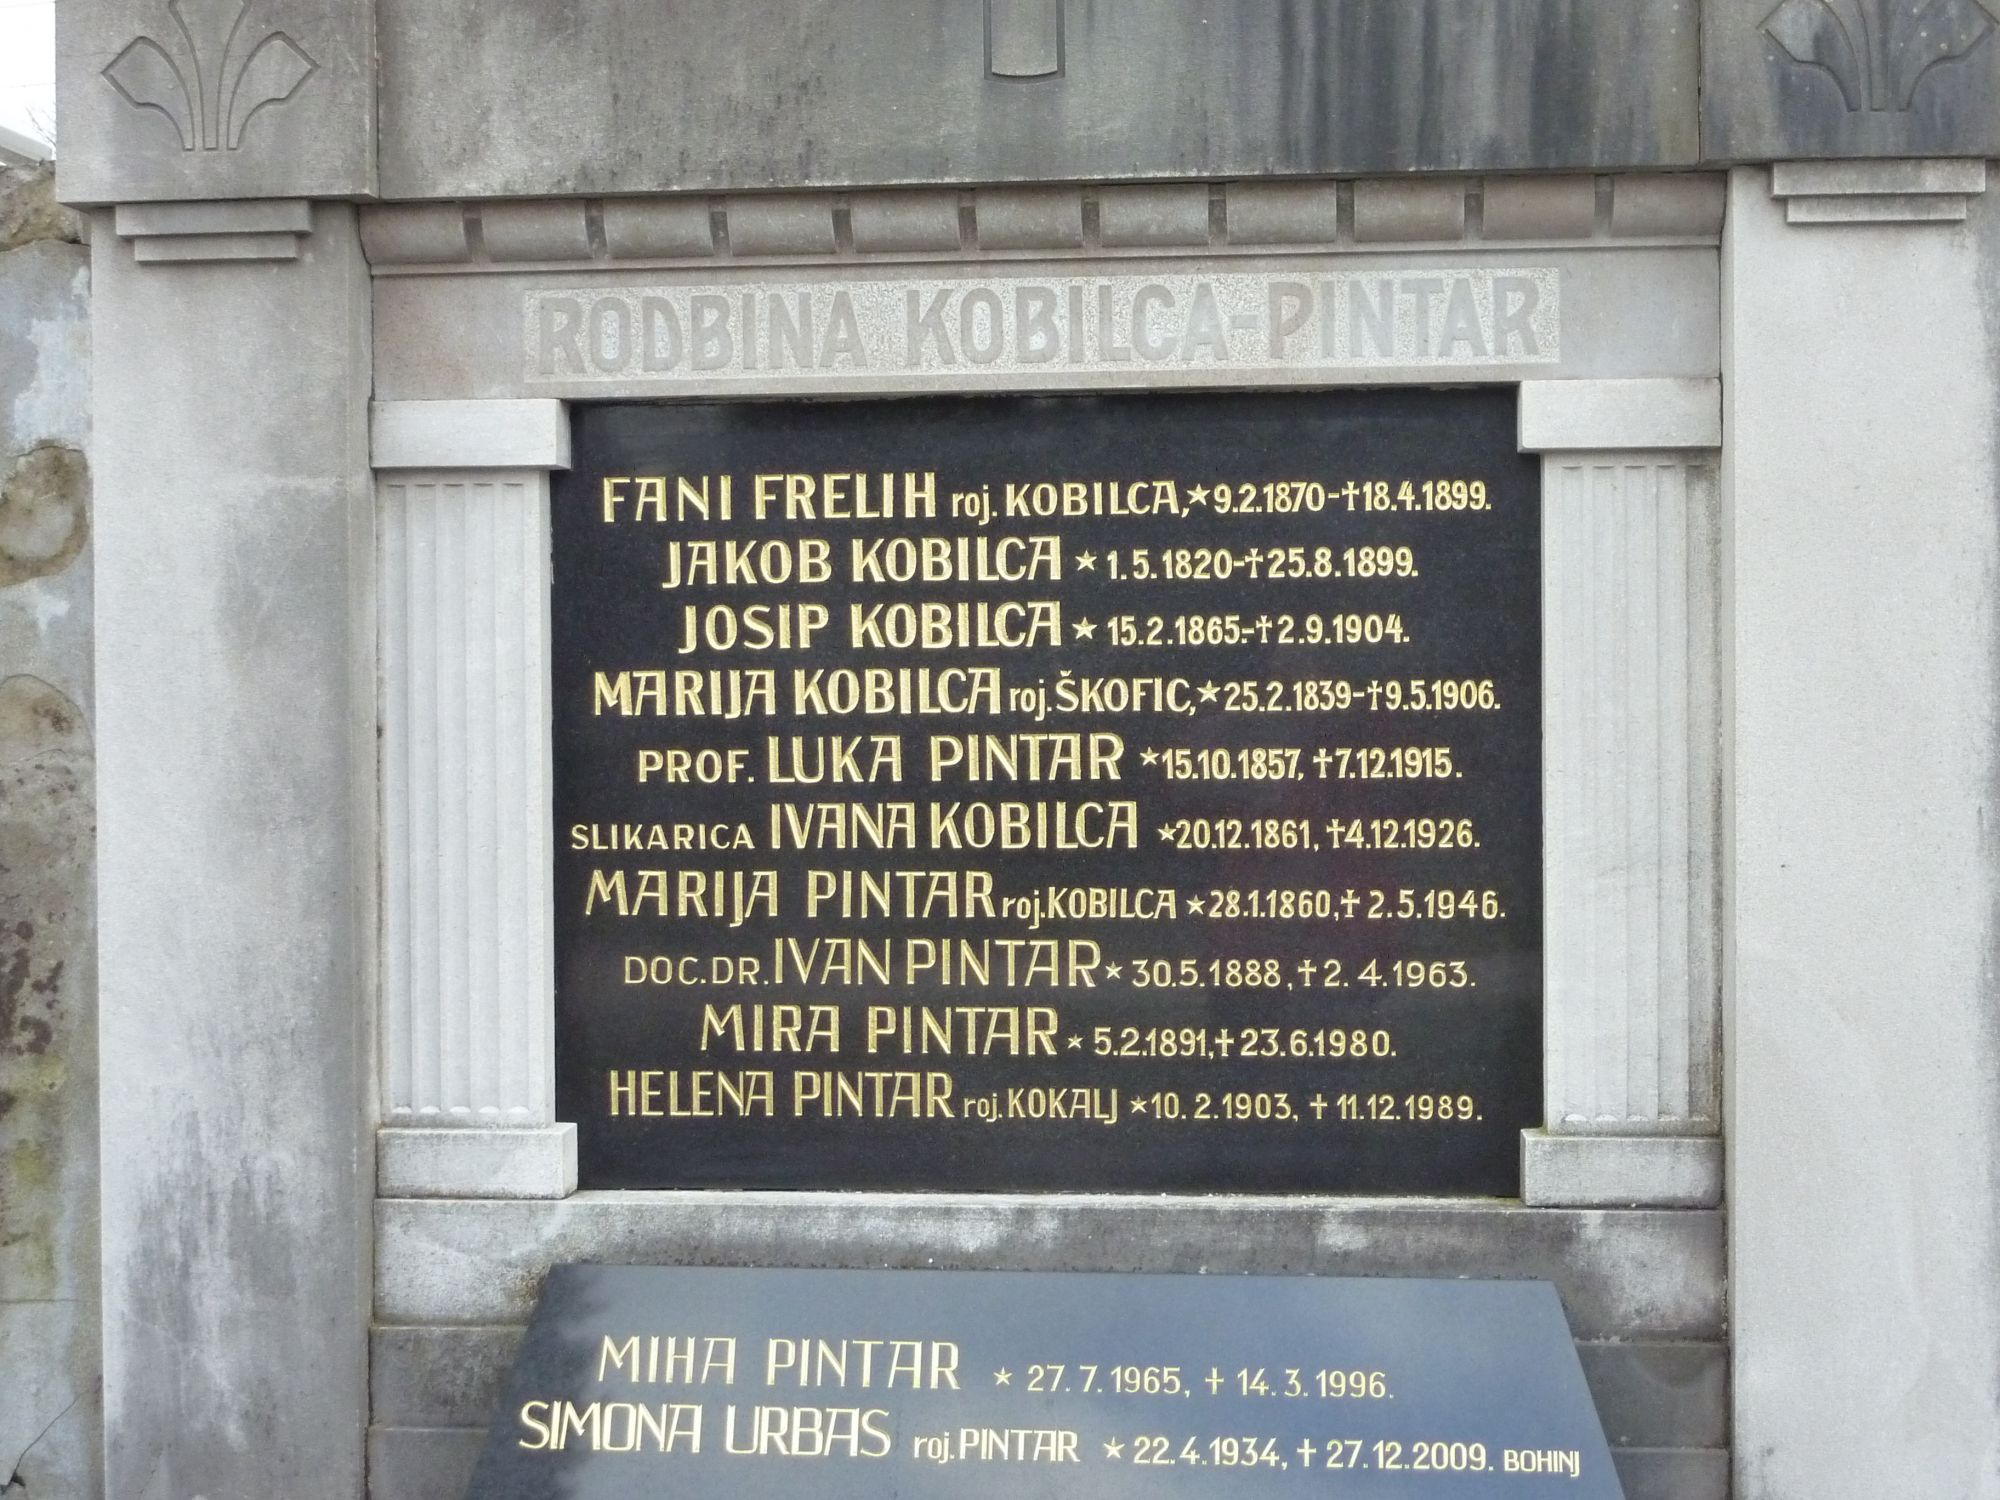 RODBINA KOBILCA-PINTAR
FANI FRELIH roj. KOBILCA,*9.2.1870-†18.4.1899.
JAKOB KOBILCA * 1.5.1820-†25.8.1899.
JOSIP KOBILCA * 15.2.1865.-†2.9.1904.
MARIJA KOBILCA roj. ŠKOFIC,*25.2.1839-†9.5.1906.
PROF. LUKA PINTAR *15.10.1857, †7.12.1915.
SLIKARICA IVANA KOBILCA *20.12.1861, †4.12.1926.
MARIJA PINTAR roj. KOBILCA *28.1.1860,† 2.5.1946.
DOC.DR. IVAN PINTAR * 30.5.1888, † 2. 4.1963.
MIRA PINTAR * 5.2.1891,† 23.6.1980.
HELENA PINTAR roj. KOKALJ *10. 2.1903, † 11.12.1989.
MIHA PINTAR * 27. 7. 1965, † 14. 3. 1996.
SIMONA URBAS roj. PINTAR * 22.4.1934, † 27.12.2009. BOHINJ